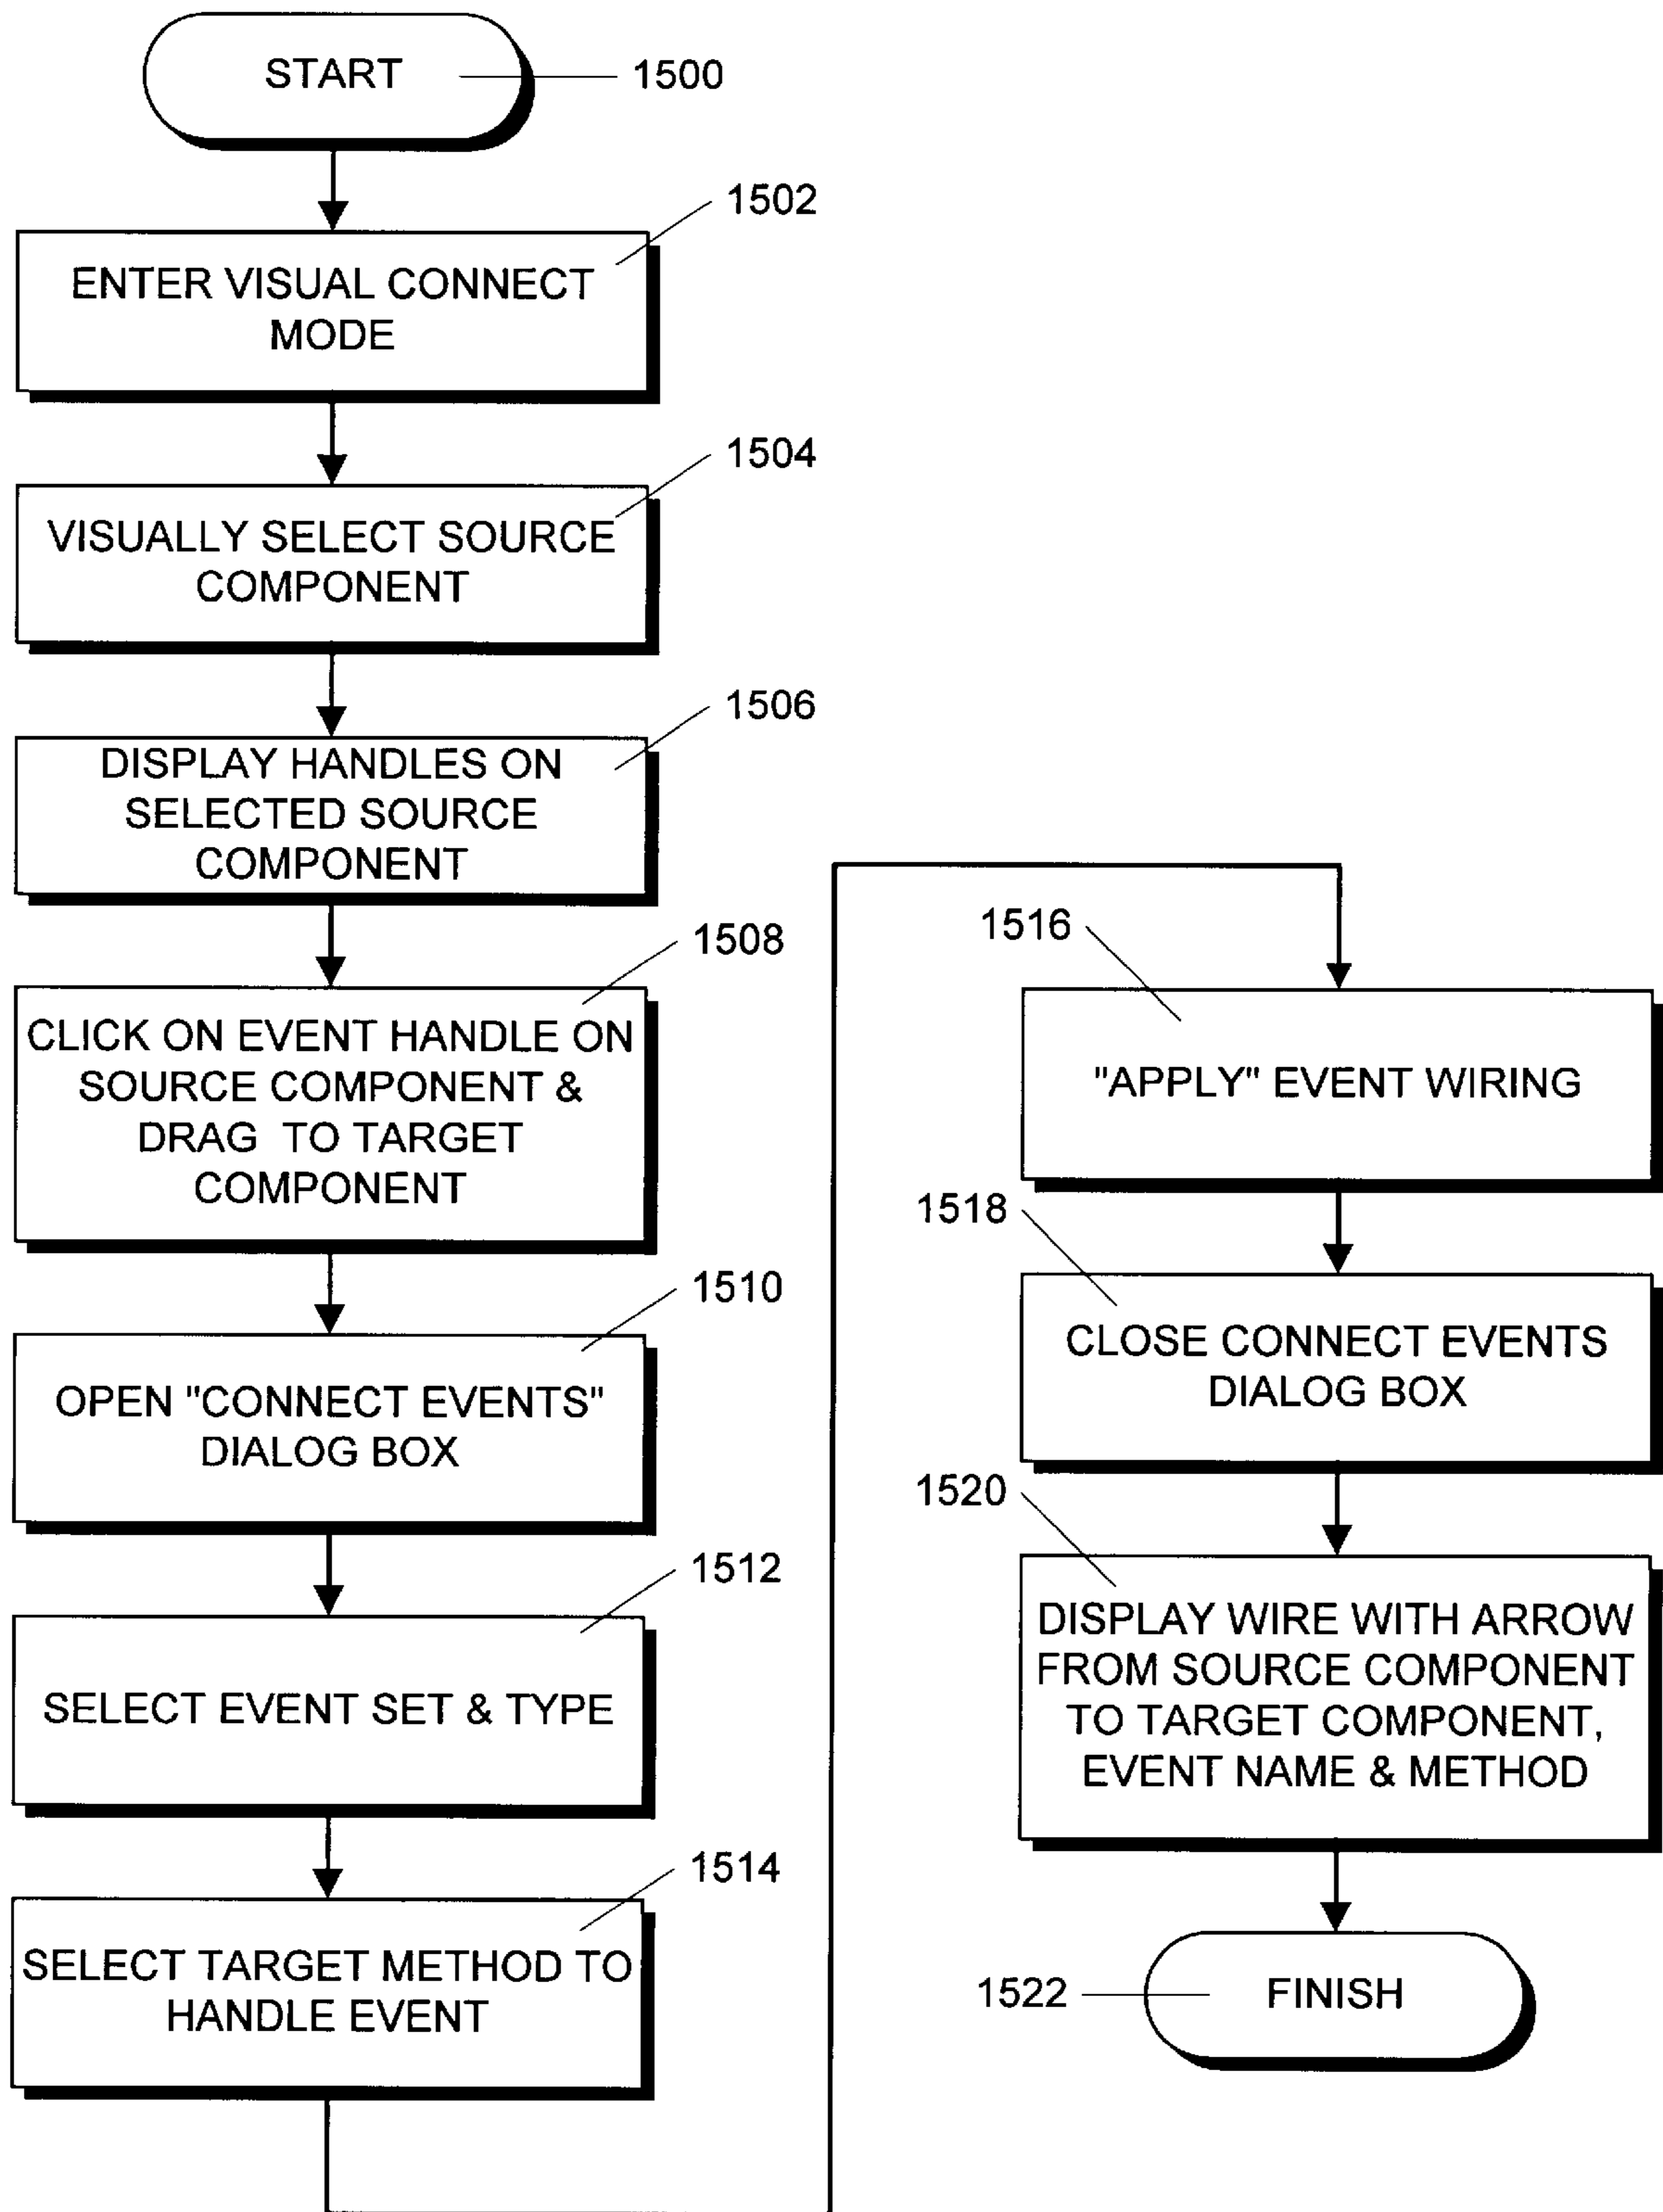 START
1500
1502
ENTER VISUAL CONNECT
MODE
1504
VISUALLY SELECT SOURCE
COMPONENT
1506
DISPLAY HANDLES ON
SELECTED SOURCE
COMPONENT
1508
CLICK ON EVENT HANDLE ON
SOURCE COMPONENT &
DRAG TO TARGET
COMPONENT
1510
OPEN "CONNECT EVENTS"
DIALOG BOX
1512
SELECT EVENT SET & TYPE
1514
SELECT TARGET METHOD TO
HANDLE EVENT
1516
"APPLY" EVENT WIRING
1518
CLOSE CONNECT EVENTS
DIALOG BOX
1520
DISPLAY WIRE WITH ARROW
FROM SOURCE COMPONENT
TO TARGET COMPONENT,
EVENT NAME & METHOD
1522
FINISH